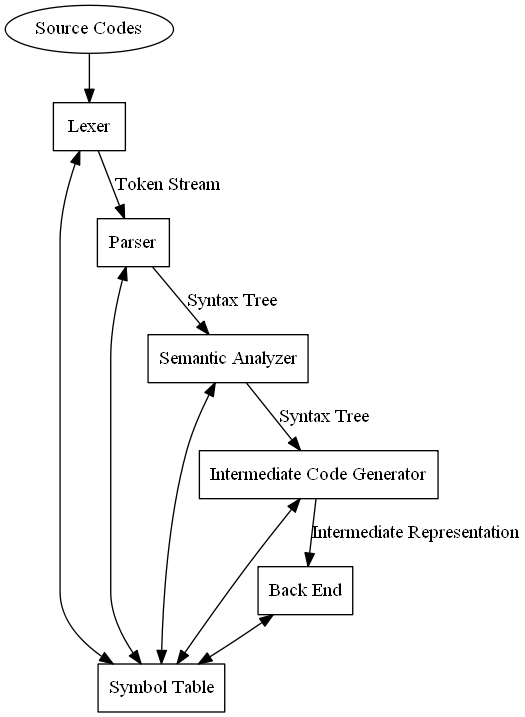 Source Codes
Lexer
Token Stream
Parser
Syntax Tree
Semantic Analyzer
Syntax Tree
Intermediate Code Generator
Intermediate Representation
Back End
Symbol Table